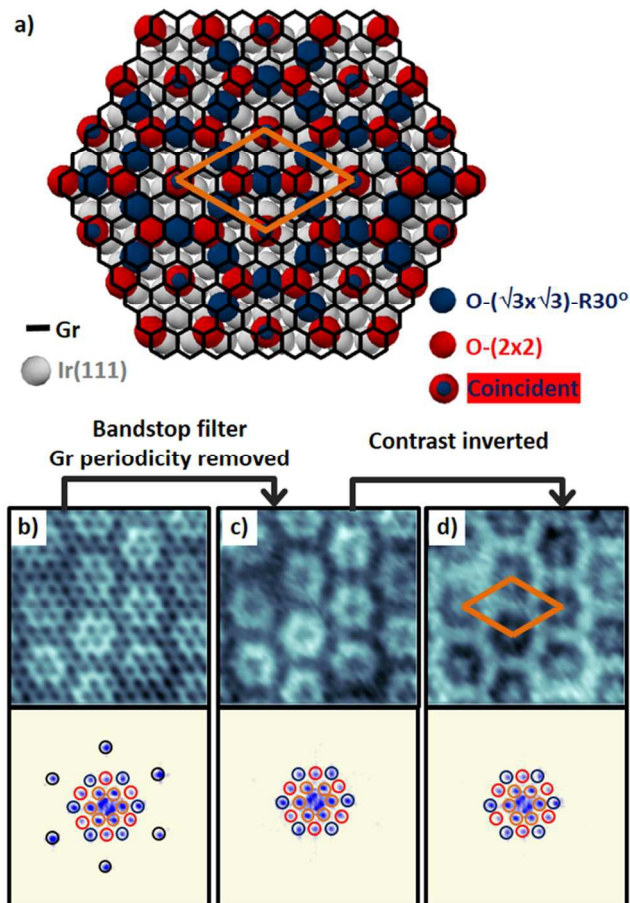 a)
O-(√3x√3)-R30°
Gr
O-(2x2)
Ir(111)
Coincident
Bandstop filter
Gr periodicity removed
Contrast inverted
b)
c)
d)